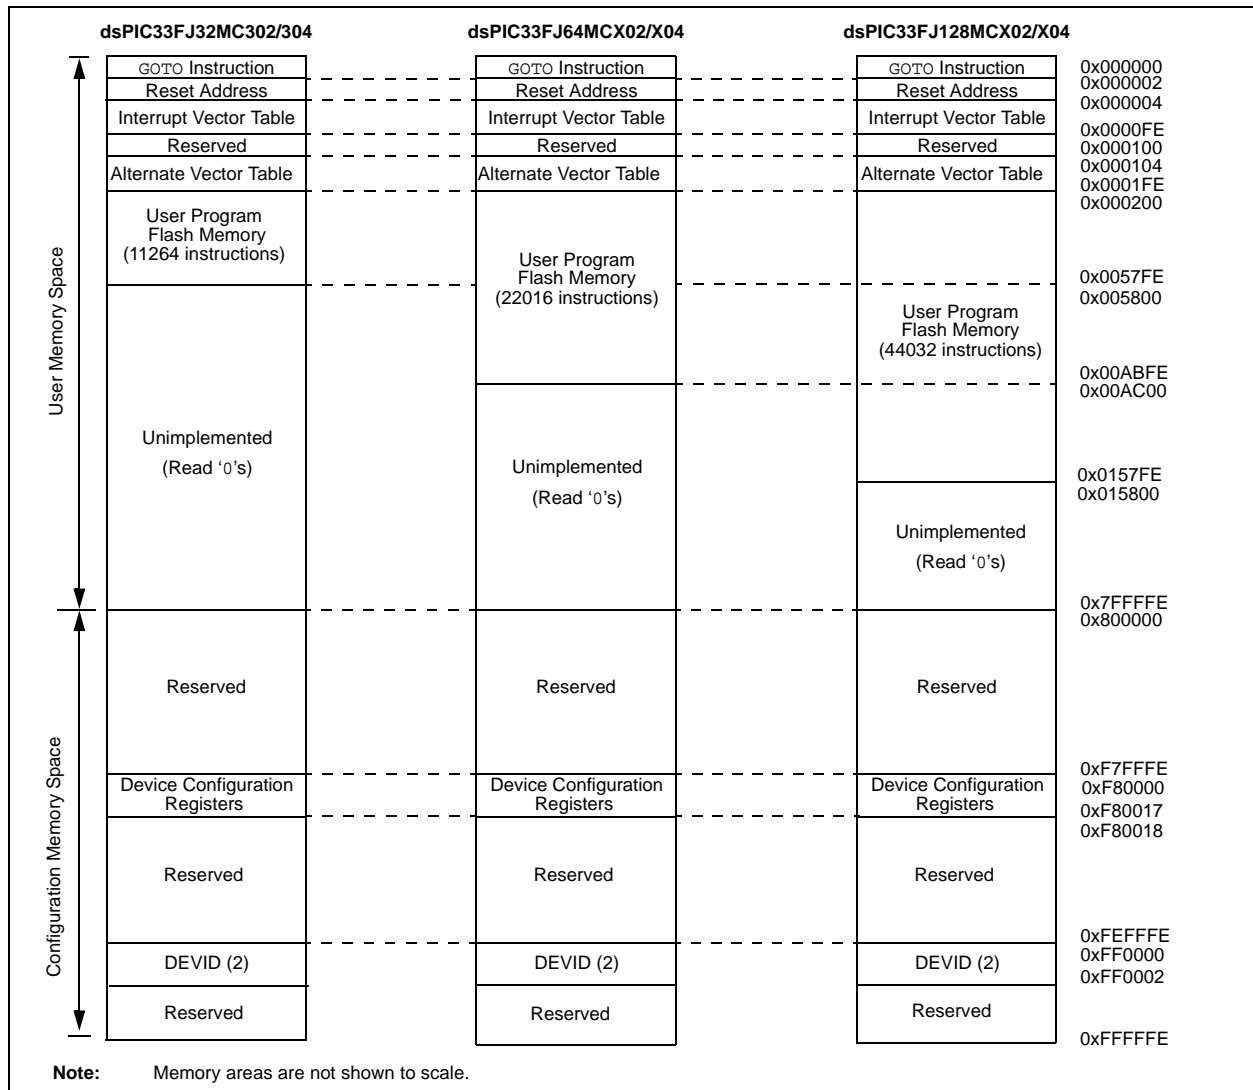 dsPIC33FJ32MC302/304
dsPIC33FJ64MCX02/X04
dsPIC33FJ128MCX02/X04
User Memory Space
Configuration Memory Space
GOTO Instruction
Reset Address
Interrupt Vector Table
Reserved
Alternate Vector Table
User Program
Flash Memory
(11264 instructions)
Unimplemented
(Read ‘0’s)
Reserved
Device Configuration
Registers
Reserved
DEVID (2)
Reserved
GOTO Instruction
Reset Address
Interrupt Vector Table
Reserved
Alternate Vector Table
User Program
Flash Memory
(22016 instructions)
Unimplemented
(Read ‘0’s)
Reserved
Device Configuration
Registers
Reserved
DEVID (2)
Reserved
GOTO Instruction
Reset Address
Interrupt Vector Table
Reserved
Alternate Vector Table
User Program
Flash Memory
(44032 instructions)
Unimplemented
(Read ‘0’s)
Reserved
Device Configuration
Registers
Reserved
DEVID (2)
Reserved
0x000000
0x000002
0x000004
0x0000FE
0x000100
0x000104
0x0001FE
0x000200
0x0057FE
0x005800
0x00ABFE
0x00AC00
0x0157FE
0x015800
0x7FFFFE
0x800000
0xF7FFFE
0xF80000
0xF80017
0xF80018
0xFEFFFE
0xFF0000
0xFF0002
0xFFFFFE
Note: Memory areas are not shown to scale.